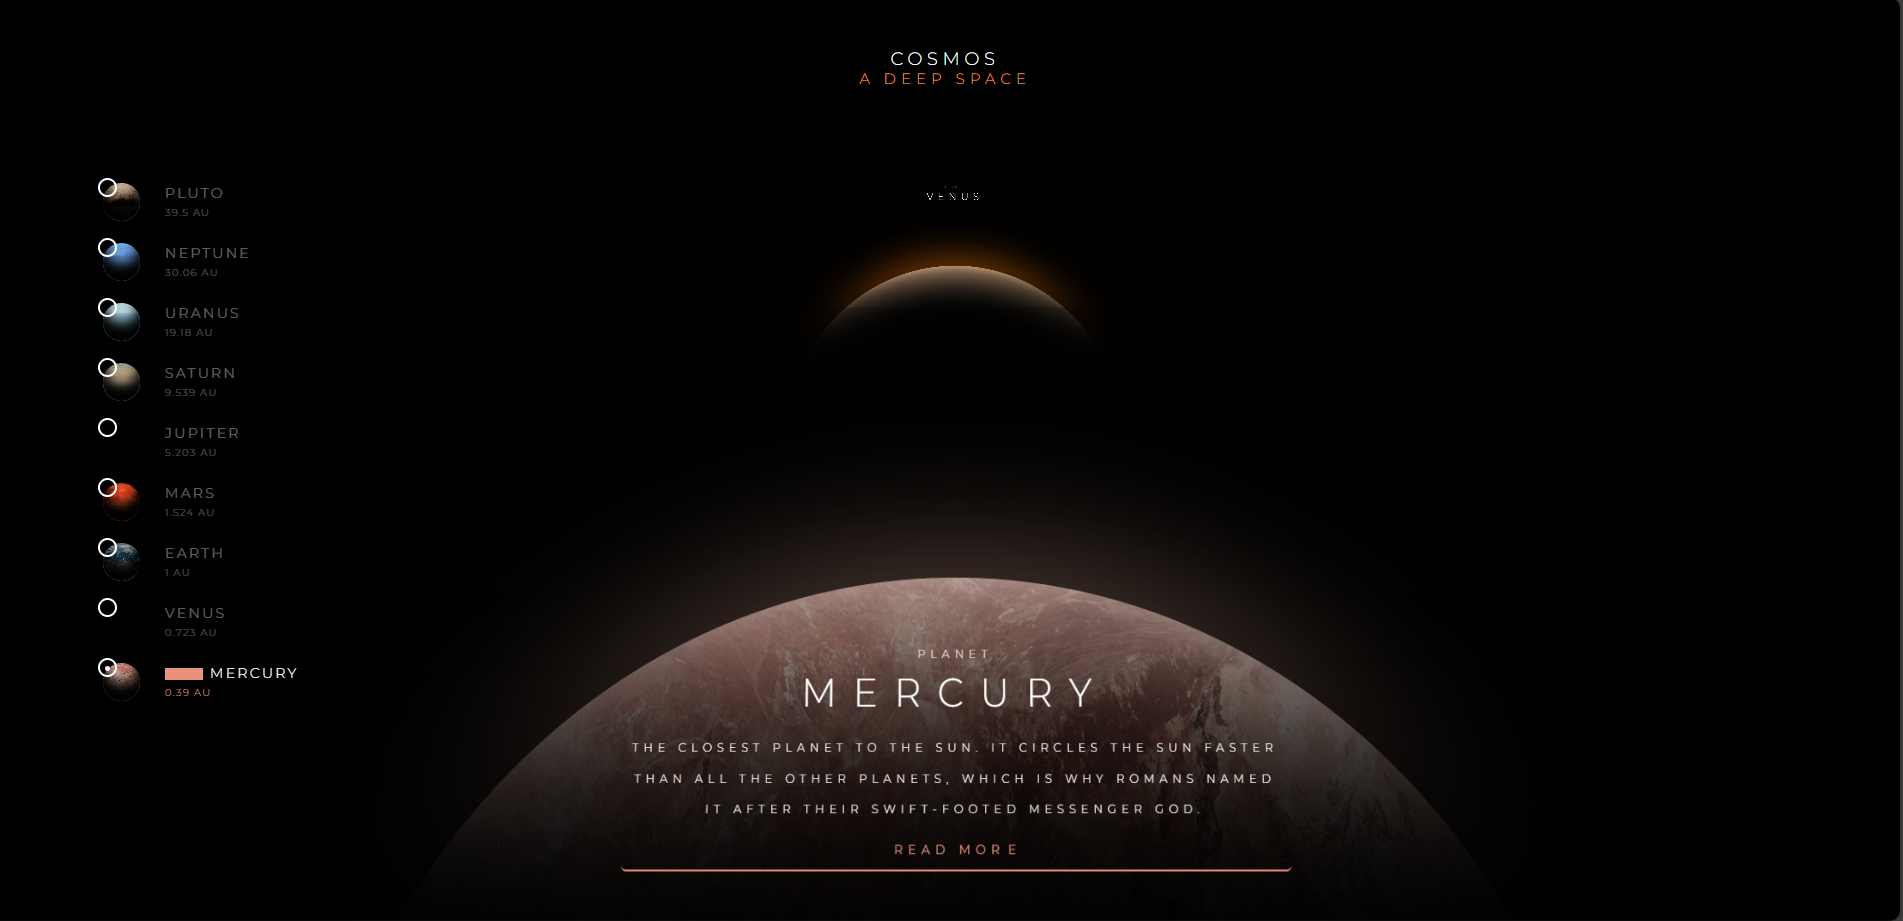 COSMOS
A DEEP SPACE
PLUTO
39.5 AU
NEPTUNE
30.06 AU
URANUS
19.18 AU
SATURN
9.539 AU
JUPITER
5.203 AU
MARS
1.524 AU
EARTH
1 AU
VENUS
0.723 AU
MERCURY
0.39 AU
VENUS
PLANET
MERCURY
THE CLOSEST PLANET TO THE SUN. IT CIRCLES THE SUN FASTER
THAN ALL THE OTHER PLANETS, WHICH IS WHY ROMANS NAMED
IT AFTER THEIR SWIFT-FOOTED MESSENGER GOD.
READ MORE